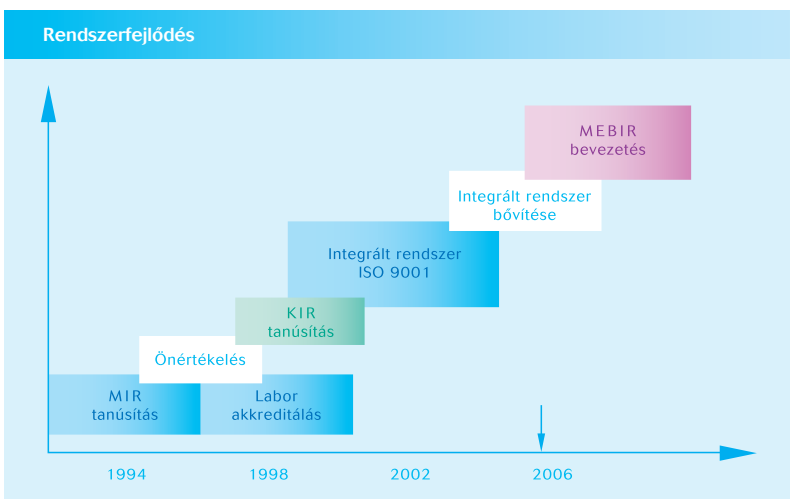 Rendszerfejlődés
MEBIR
bevezetés
Integrált rendszer
bővítése
Integrált rendszer
ISO 9001
KIR
tanúsítás
Önértékelés
MIR
tanúsítás
Labor
akkreditálás
1994
1998
2002
2006